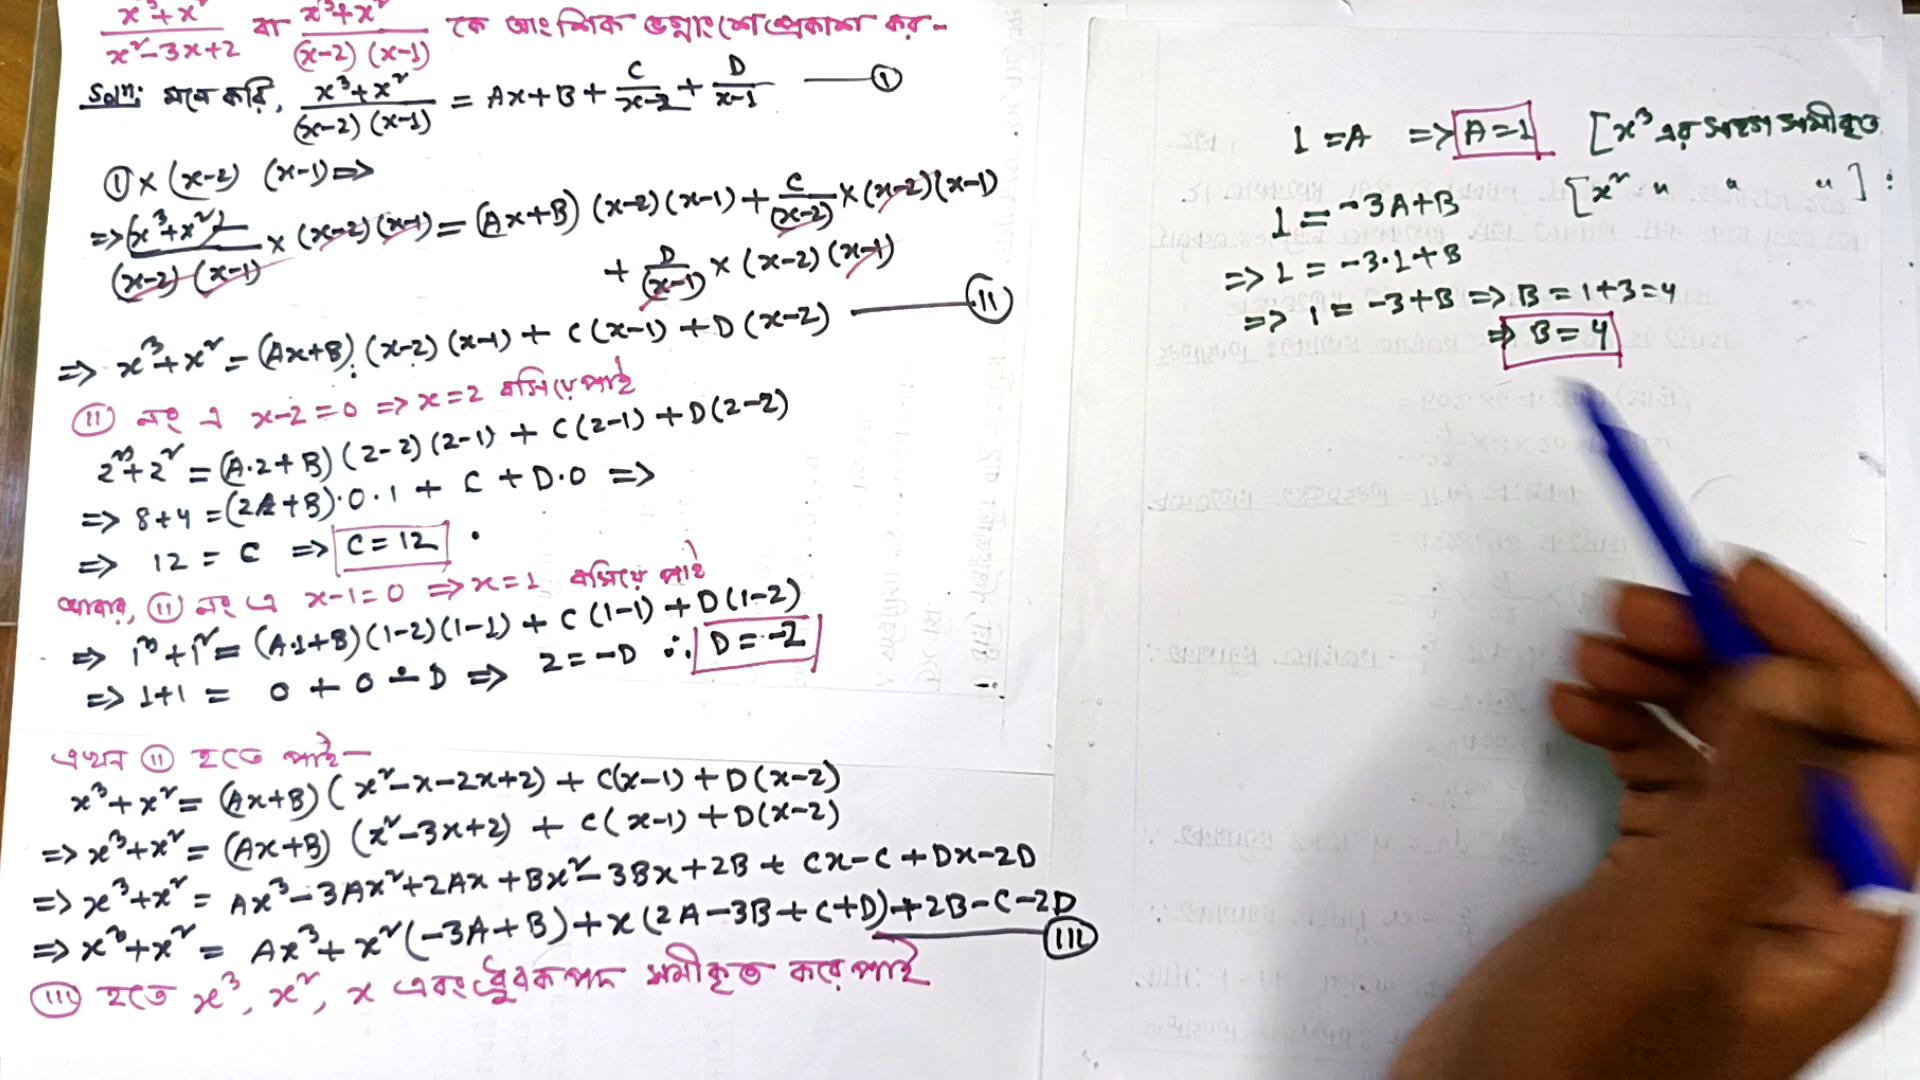 x³+x² / x²-3x+2 বা x³+x² / (x-2)(x-1) কে আংশিক ভগ্নাংশে প্রকাশ কর-
Soln: মনে করি, x³+x² / (x-2)(x-1) = Ax+B + C/x-2 + D/x-1 —— ①
① × (x-2) (x-1) =>
=> (x³+x²) / (x-2)(x-1) × (x-2)(x-1) = (Ax+B) (x-2)(x-1) + C/(x-2) × (x-2)(x-1)
+ D/(x-1) × (x-2)(x-1)
=> x³+x² = (Ax+B) (x-2)(x-1) + C(x-1) + D(x-2) —— ⑪
⑪ নং এ x-2=0 => x=2 বসিয়ে পাই
2³+2² = (A·2+B) (2-2)(2-1) + C(2-1) + D(2-2)
=> 8+4 = (2A+B)·0·1 + C + D·0 =>
=> 12 = C => C=12
আবার, ⑪ নং এ x-1=0 => x=1 বসিয়ে পাই
=> 1³+1² = (A·1+B)(1-2)(1-1) + C(1-1) + D(1-2)
=> 1+1 = 0 + 0 - D => 2=-D ∴ D=-2
এখন ⑪ হতে পাই—
x³+x² = (Ax+B) (x²-x-2x+2) + C(x-1) + D(x-2)
=> x³+x² = (Ax+B) (x²-3x+2) + C(x-1) + D(x-2)
=> x³+x² = Ax³-3Ax²+2Ax+Bx²-3Bx+2B+Cx-C+Dx-2D
=> x³+x² = Ax³+x²(-3A+B)+x(2A-3B+C+D)+2B-C-2D —— (III)
(III) হতে x³, x², x এবং ধ্রুবক পদ সমীকৃত করে পাই
1 = A => A=1 [x³ এর সমীকৃত
1 = -3A+B [x² " " "]
=> 1 = -3·1+B
=> 1 = -3+B => B=1+3=4
=> B=4